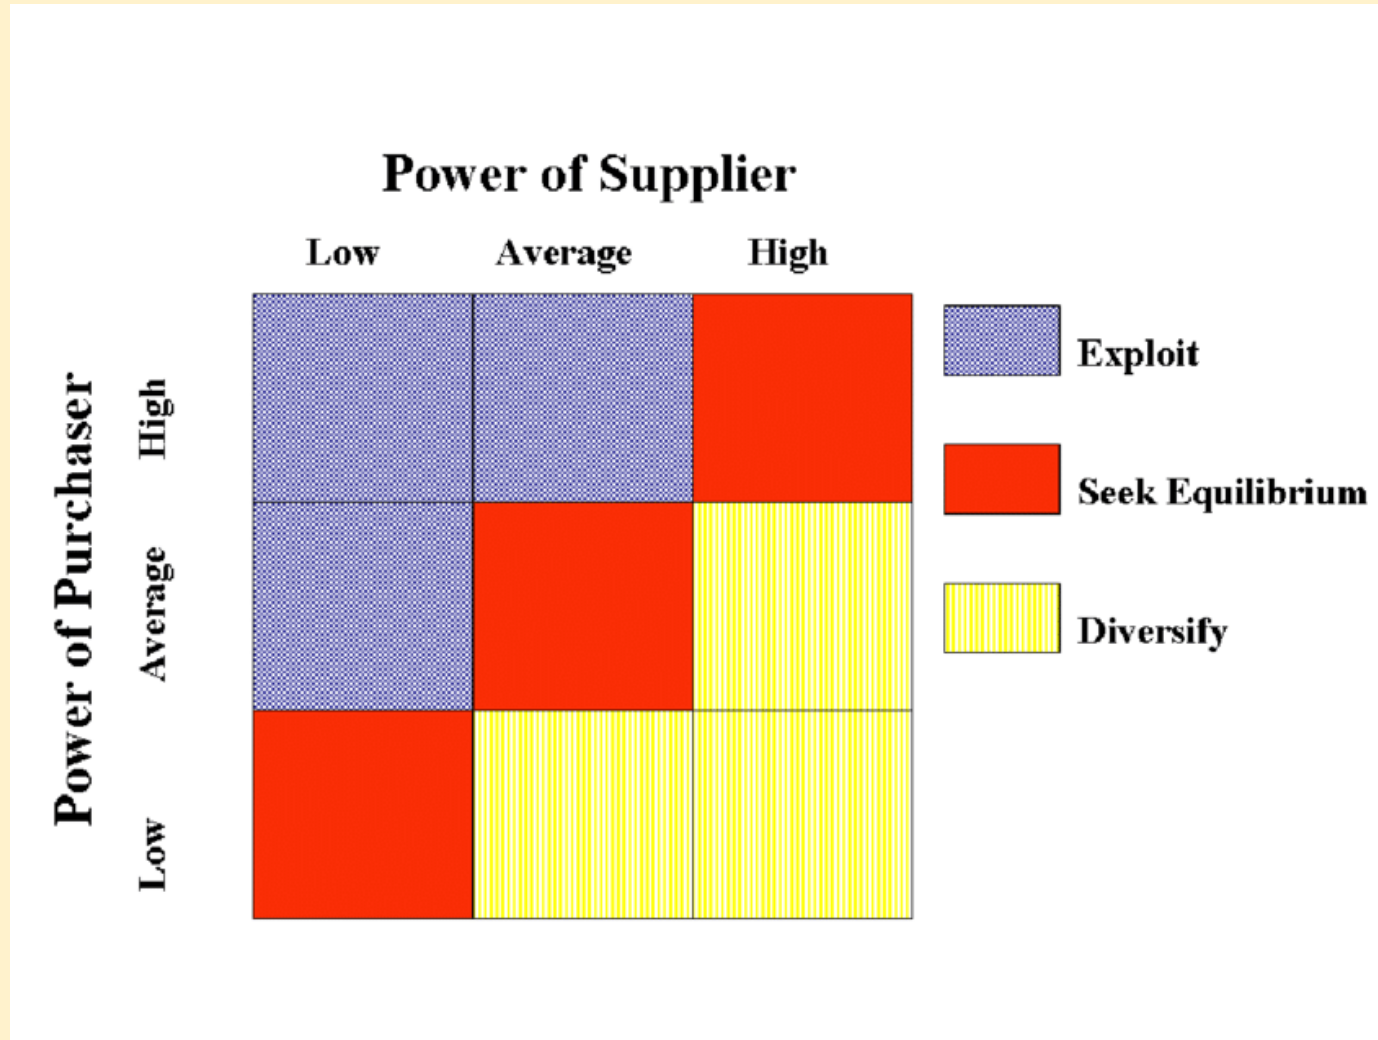 Power of Supplier
Low Average High
Power of Purchaser
High
Average
Low
Exploit
Seek Equilibrium
Diversify